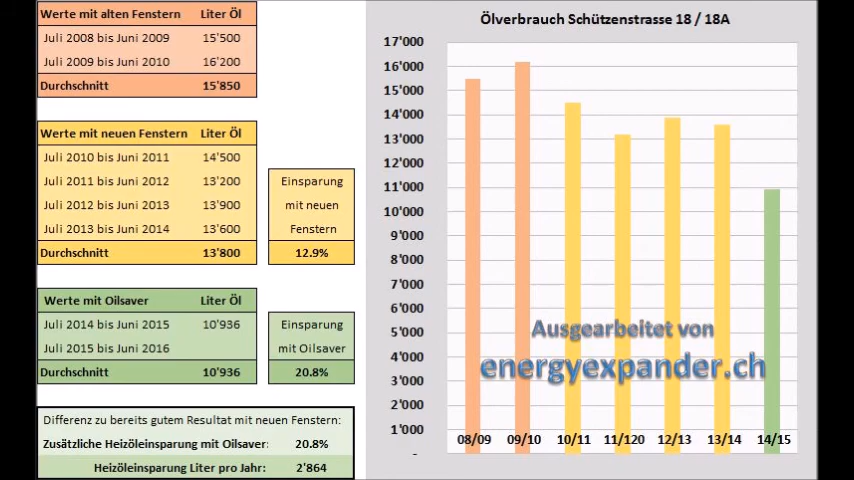 Werte mit alten Fenstern Liter Öl
Juli 2008 bis Juni 2009 15'500
Juli 2009 bis Juni 2010 16'200
Durchschnitt 15'850
Werte mit neuen Fenstern Liter Öl
Juli 2010 bis Juni 2011 14'500
Juli 2011 bis Juni 2012 13'200
Juli 2012 bis Juni 2013 13'900
Juli 2013 bis Juni 2014 13'600
Durchschnitt 13'800
Einsparung
mit neuen
Fenstern
12.9%
Werte mit Oilsaver Liter Öl
Juli 2014 bis Juni 2015 10'936
Juli 2015 bis Juni 2016
Durchschnitt 10'936
Einsparung
mit Oilsaver
20.8%
Differenz zu bereits gutem Resultat mit neuen Fenstern:
Zusätzliche Heizöleinsparung mit Oilsaver: 20.8%
Heizöleinsparung Liter pro Jahr: 2'864
Ölverbrauch Schützenstrasse 18 / 18A
17'000
16'000
15'000
14'000
13'000
12'000
11'000
10'000
9'000
8'000
7'000
6'000
5'000
4'000
3'000
2'000
1'000
-
08/09 09/10 10/11 11/120 12/13 13/14 14/15
Ausgearbeitet von
energyexpander.ch